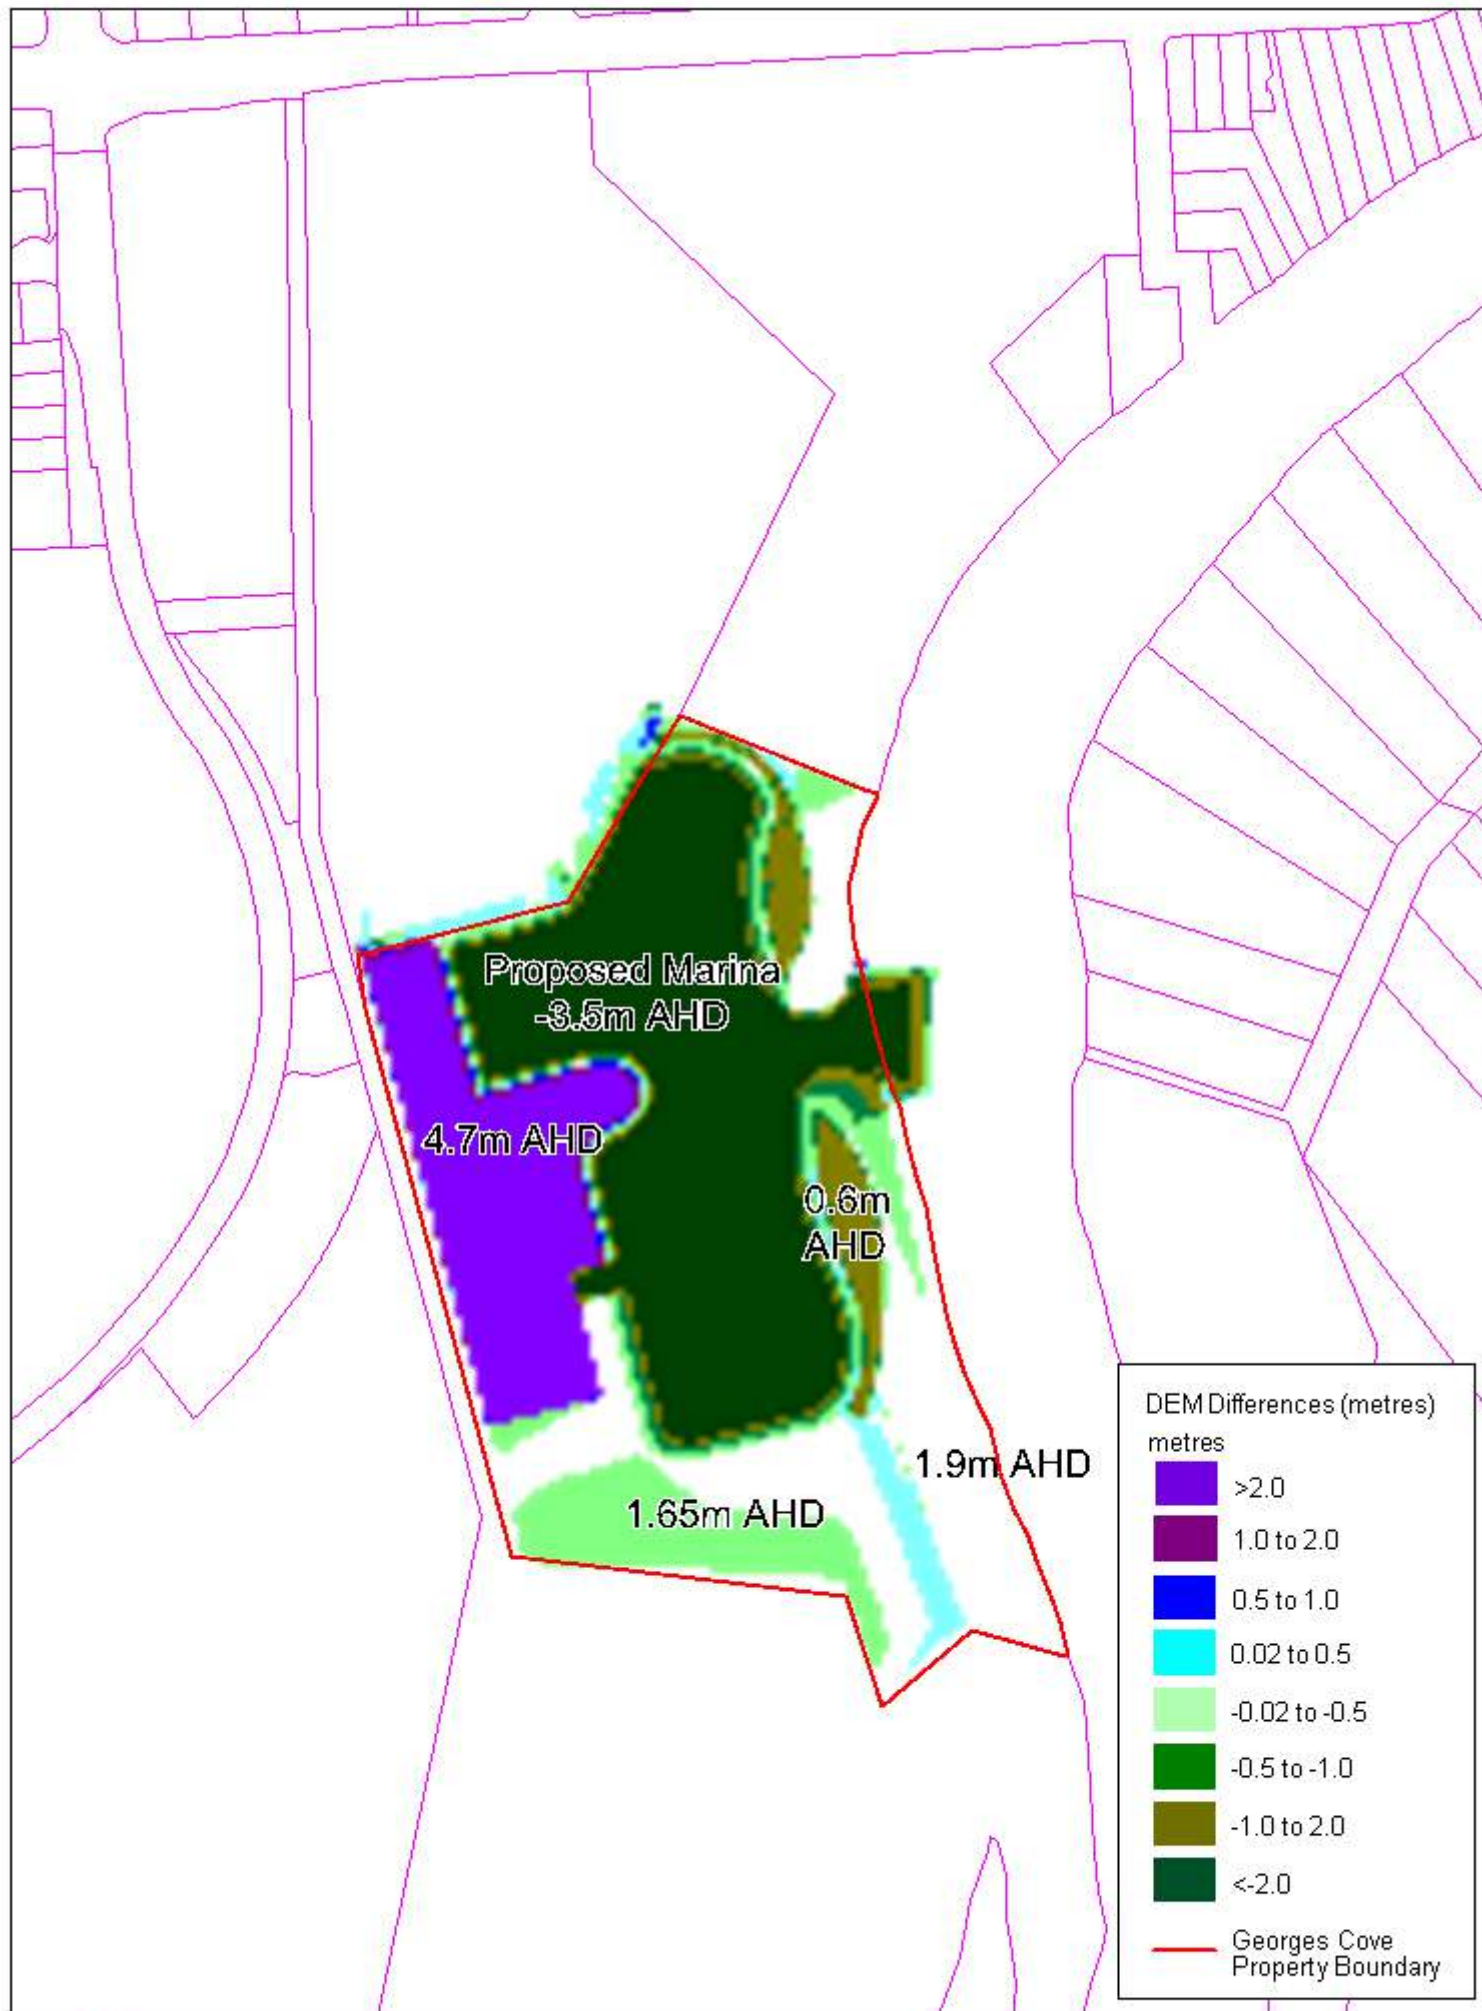 Proposed Marina
-3.5m AHD
4.7m AHD
0.6m
AHD
1.9m AHD
1.65m AHD
DEM Differences (metres)
metres
>2.0
1.0 to 2.0
0.5 to 1.0
0.02 to 0.5
-0.02 to -0.5
-0.5 to -1.0
-1.0 to 2.0
<-2.0
Georges Cove
Property Boundary